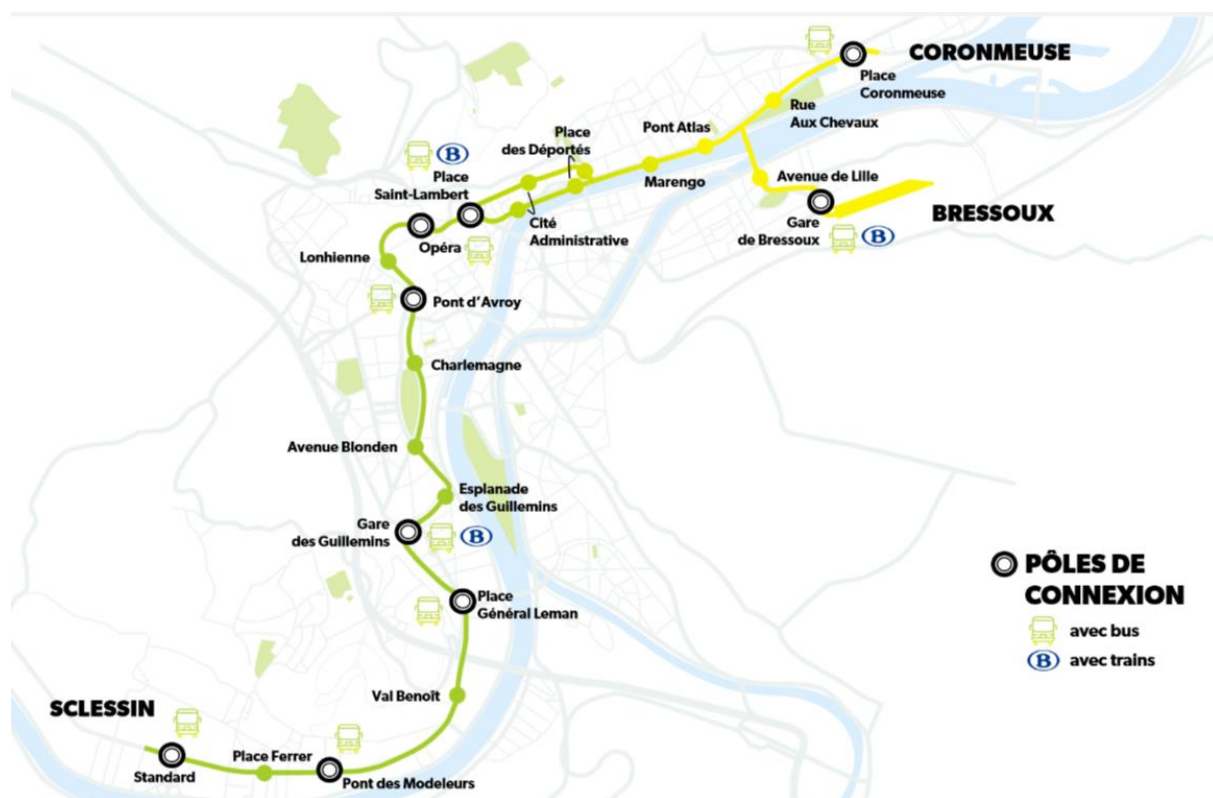 CORONMEUSE
Place
Coronmeuse
Rue
Aux Chevaux
Pont Atlas
Place
des Déportés
Marengo
Avenue de Lille
BRESSOUX
Gare
de Bressoux
B
B
Place
Saint-Lambert
Cité
Administrative
Opéra
Lonhienne
Pont d'Avroy
Charlemagne
Avenue Blonden
Esplanade
des Guillemins
Gare
des Guillemins
B
Place
Général Leman
Val Benoît
SCLESSIN
Standard
Place Ferrer
Pont des Modeleurs
PÔLES DE
CONNEXION
avec bus
B avec trains